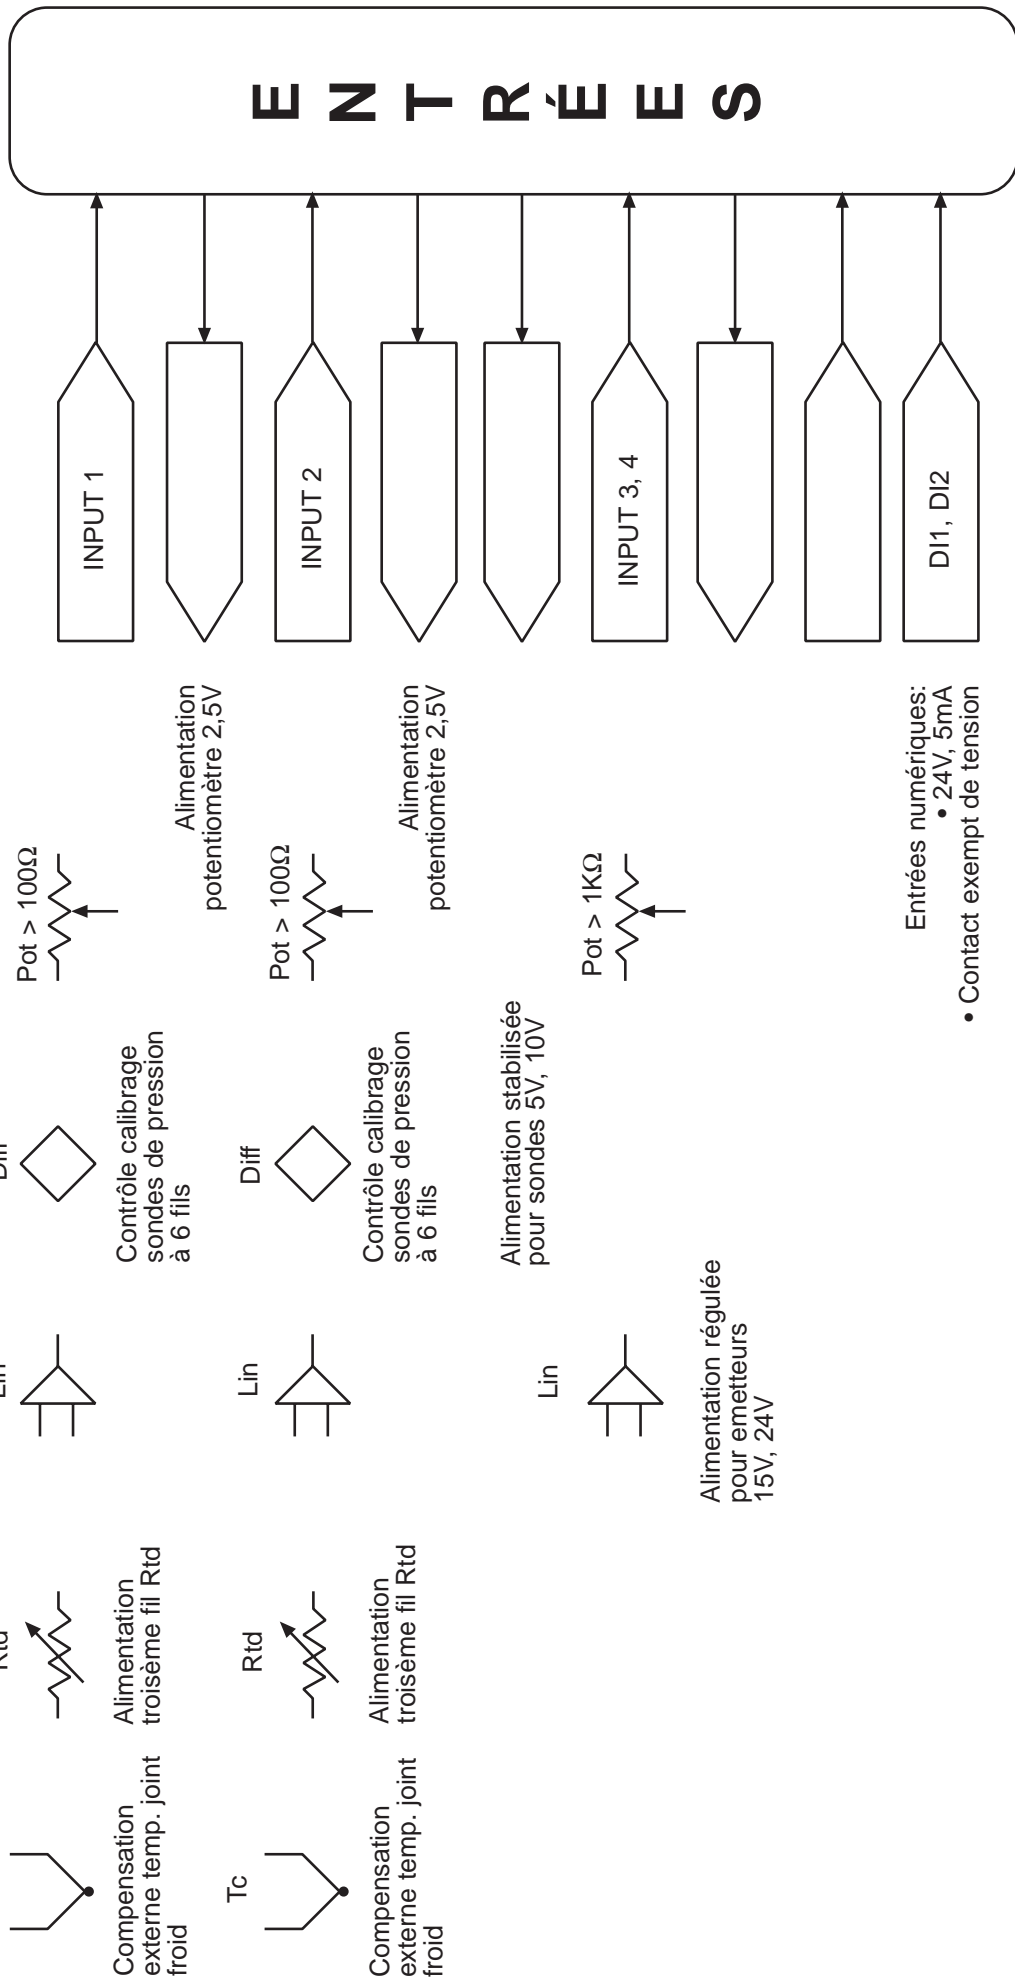 ENTRÉES
Rtd
Lin
Diff
Pot > 100Ω
INPUT 1
Compensation
externe temp. joint
froid
Alimentation
troisème fil Rtd
Contrôle calibrage
sondes de pression
à 6 fils
Alimentation
potentiomètre 2,5V
Tc
Rtd
Lin
Diff
Pot > 100Ω
INPUT 2
Compensation
externe temp. joint
froid
Alimentation
troisème fil Rtd
Contrôle calibrage
sondes de pression
à 6 fils
Alimentation
potentiomètre 2,5V
Alimentation stabilisée
pour sondes 5V, 10V
Lin
Pot > 1KΩ
INPUT 3, 4
Alimentation régulée
pour emetteurs
15V, 24V
Entrées numériques:
• 24V, 5mA
• Contact exempt de tension
DI1, DI2